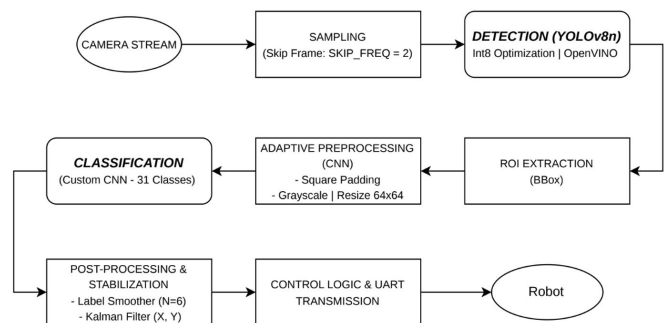 CAMERA STREAM
SAMPLING
(Skip Frame: SKIP_FREQ = 2)
DETECTION (YOLOv8n)
Int8 Optimization | OpenVINO
CLASSIFICATION
(Custom CNN - 31 Classes)
ADAPTIVE PREPROCESSING
(CNN)
- Square Padding
- Grayscale | Resize 64x64
ROI EXTRACTION
(BBox)
POST-PROCESSING &
STABILIZATION
- Label Smoother (N=6)
- Kalman Filter (X, Y)
CONTROL LOGIC & UART
TRANSMISSION
Robot